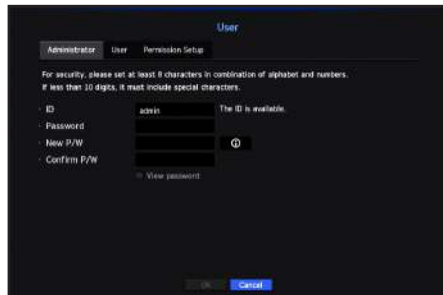 User
Administrator User Permission Setup
For security, please set at least 8 characters in combination of alphabet and numbers.
If less than 10 digits, it must include special characters.
· ID admin The ID is available.
· Password
· New P/W
· Confirm P/W
View password
OK Cancel